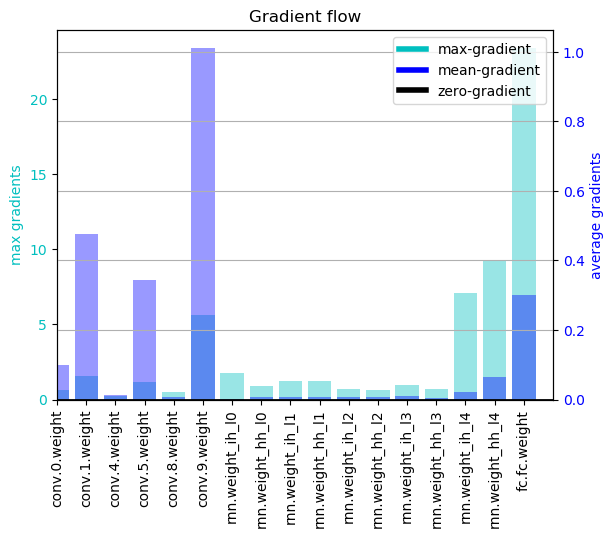 Gradient flow
max-gradient
mean-gradient
zero-gradient
20
15
10
5
0
max gradients
1.0
0.8
0.6
0.4
0.2
0.0
average gradients
conv.0.weight
conv.1.weight
conv.4.weight
conv.5.weight
conv.8.weight
conv.9.weight
rnn.weight_ih_l0
rnn.weight_hh_l0
rnn.weight_ih_l1
rnn.weight_hh_l1
rnn.weight_ih_l2
rnn.weight_hh_l2
rnn.weight_ih_l3
rnn.weight_hh_l3
rnn.weight_ih_l4
rnn.weight_hh_l4
fc.fc.weight